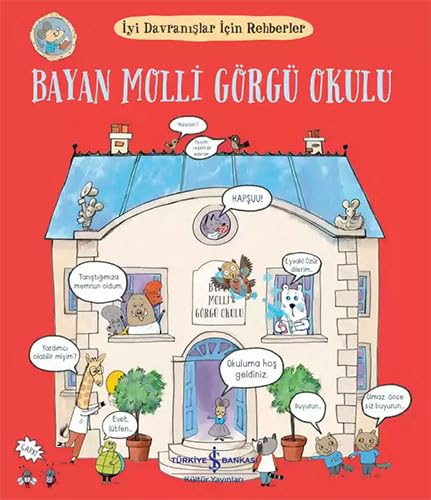 İyi Davranışlar İçin Rehberler
BAYAN MOLLİ GÖRGÜ OKULU
Nasılsın?
HAPŞUU!
Tanıştığımıza
memnun oldum.
Eyvah! Özür
dilerim..
BAYAN
MOLLİ
GÖRGÜ OKULU
Yardımcı
olabilir miyim?
Okuluma hoş
geldiniz.
Evet,
lütfen..
Buyurun..
Olmaz, önce
siz buyurun..
TÜRKİYE İŞ BANKASI
Kültür Yayınları